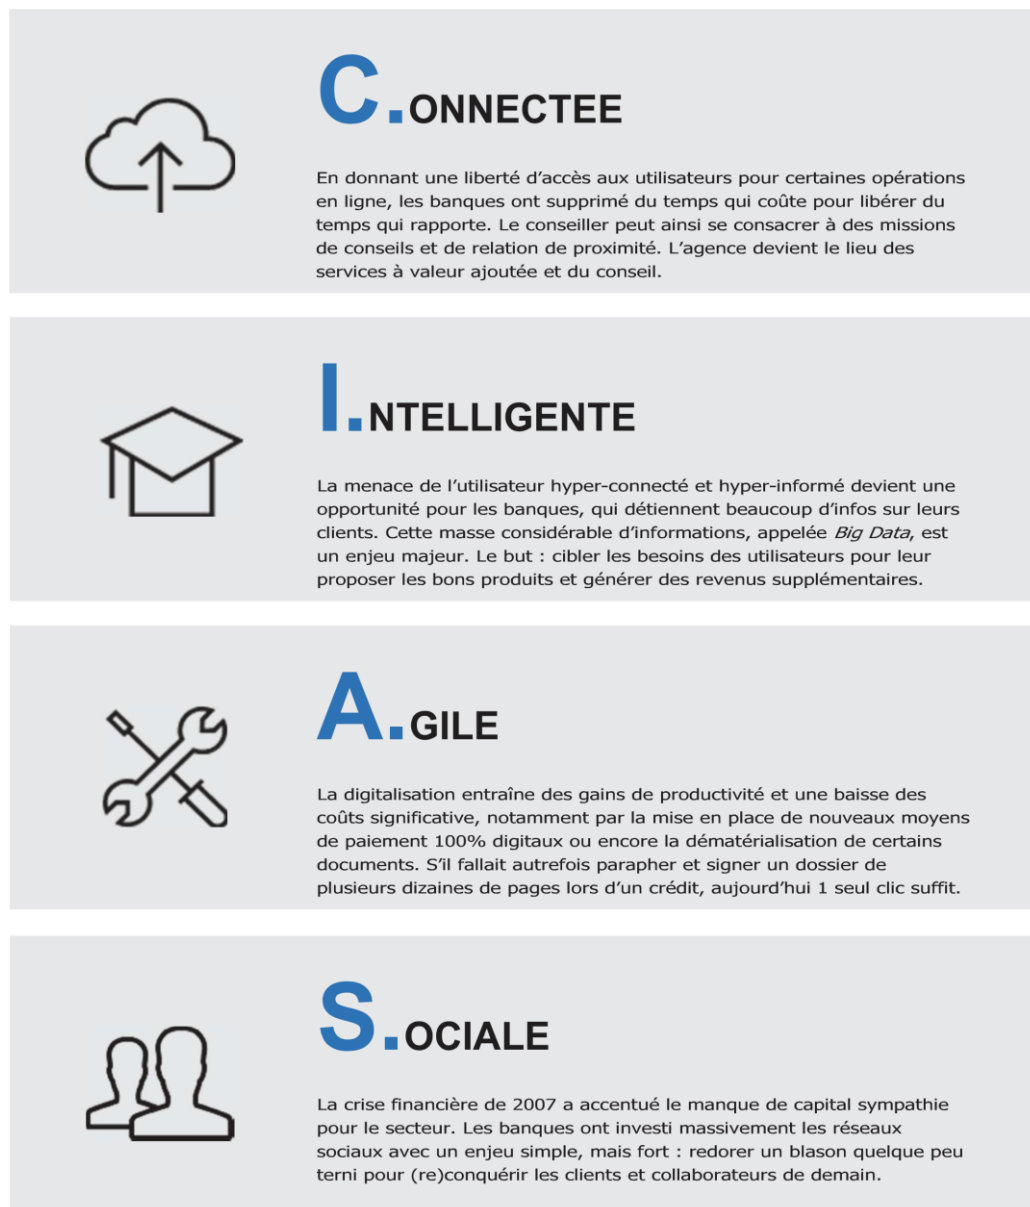 C.ONNECTEE
En donnant une liberté d’accès aux utilisateurs pour certaines opérations
en ligne, les banques ont supprimé du temps qui coûte pour libérer du
temps qui rapporte. Le conseiller peut ainsi se consacrer à des missions
de conseils et de relation de proximité. L’agence devient le lieu des
services à valeur ajoutée et du conseil.
I.NTELLIGENTE
La menace de l’utilisateur hyper-connecté et hyper-informé devient une
opportunité pour les banques, qui détiennent beaucoup d’infos sur leurs
clients. Cette masse considérable d’informations, appelée Big Data, est
un enjeu majeur. Le but : cibler les besoins des utilisateurs pour leur
proposer les bons produits et générer des revenus supplémentaires.
A.GILE
La digitalisation entraîne des gains de productivité et une baisse des
coûts significative, notamment par la mise en place de nouveaux moyens
de paiement 100% digitaux ou encore la dématérialisation de certains
documents. S’il fallait autrefois parapher et signer un dossier de
plusieurs dizaines de pages lors d’un crédit, aujourd’hui 1 seul clic suffit.
S.OCIALE
La crise financière de 2007 a accentué le manque de capital sympathie
pour le secteur. Les banques ont investi massivement les réseaux
sociaux avec un enjeu simple, mais fort : redorer un blason quelque peu
terni pour (re)conquérir les clients et collaborateurs de demain.